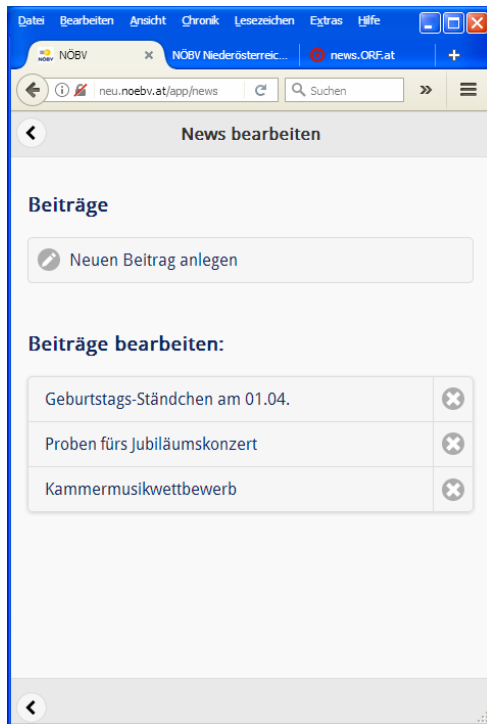 Datei Bearbeiten Ansicht Chronik Lesezeichen Extras Hilfe
NÖBV NÖBV NÖBV Niederösterreic... news.ORF.at
neu.noebv.at/app/news Suchen
News bearbeiten
Beiträge
Neuen Beitrag anlegen
Beiträge bearbeiten:
Geburtstags-Ständchen am 01.04.
Proben fürs Jubiläumskonzert
Kammermusikwettbewerb